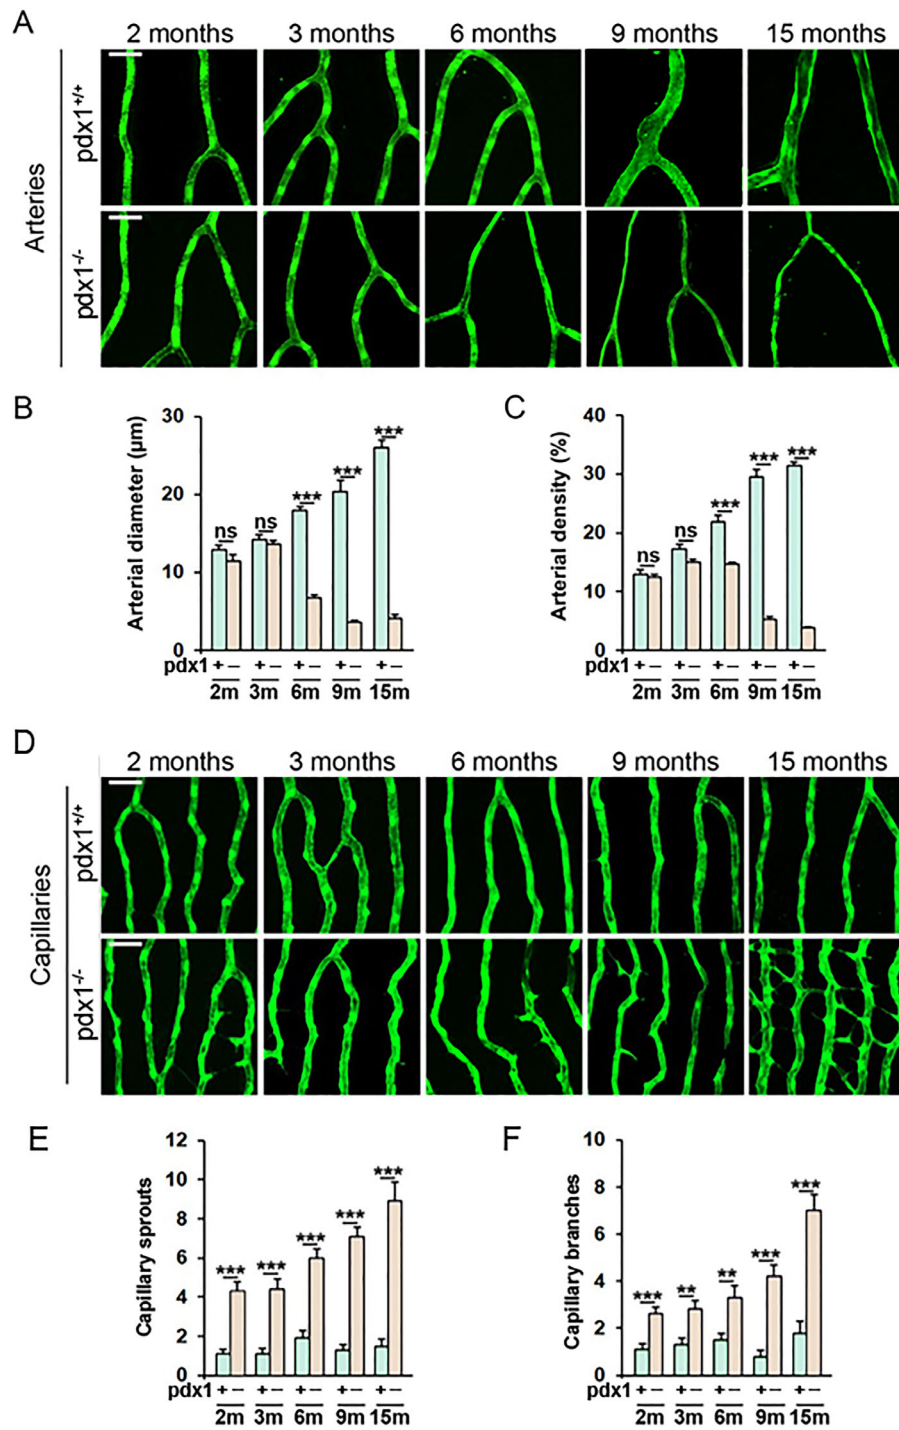 A
2 months 3 months 6 months 9 months 15 months
Arteries
pdx1+/+
pdx1-/-
B
Arterial diameter (µm)
30
20
10
0
ns ns *** *** ***
pdx1 + – + – + – + – + –
2m 3m 6m 9m 15m
C
Arterial density (%)
40
30
20
10
0
ns ns *** *** ***
pdx1 + – + – + – + – + –
2m 3m 6m 9m 15m
D
2 months 3 months 6 months 9 months 15 months
Capillaries
pdx1+/+
pdx1-/-
E
Capillary sprouts
12
10
8
6
4
2
0
*** *** *** *** ***
pdx1 + – + – + – + – + –
2m 3m 6m 9m 15m
F
Capillary branches
10
8
6
4
2
0
*** ** ** *** ***
pdx1 + – + – + – + – + –
2m 3m 6m 9m 15m